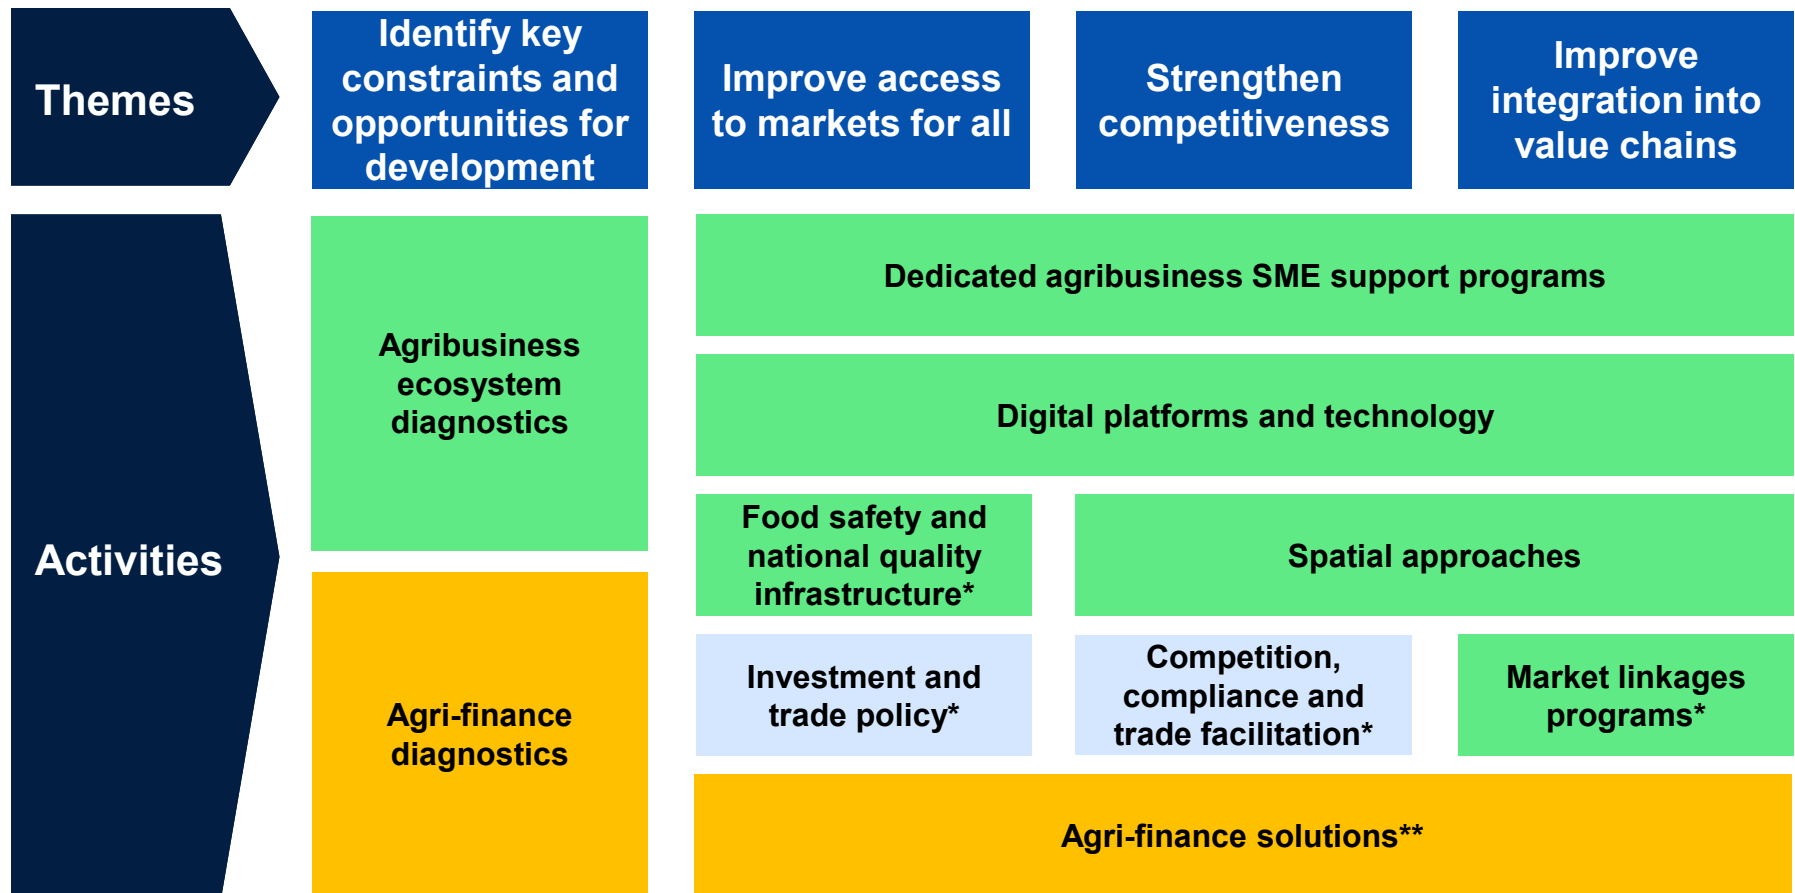 Themes
Identify key
constraints and
opportunities for
development
Improve access
to markets for all
Strengthen
competitiveness
Improve
integration into
value chains
Activities
Agribusiness
ecosystem
diagnostics
Agri-finance
diagnostics
Dedicated agribusiness SME support programs
Digital platforms and technology
Food safety and
national quality
infrastructure*
Spatial approaches
Investment and
trade policy*
Competition,
compliance and
trade facilitation*
Market linkages
programs*
Agri-finance solutions**